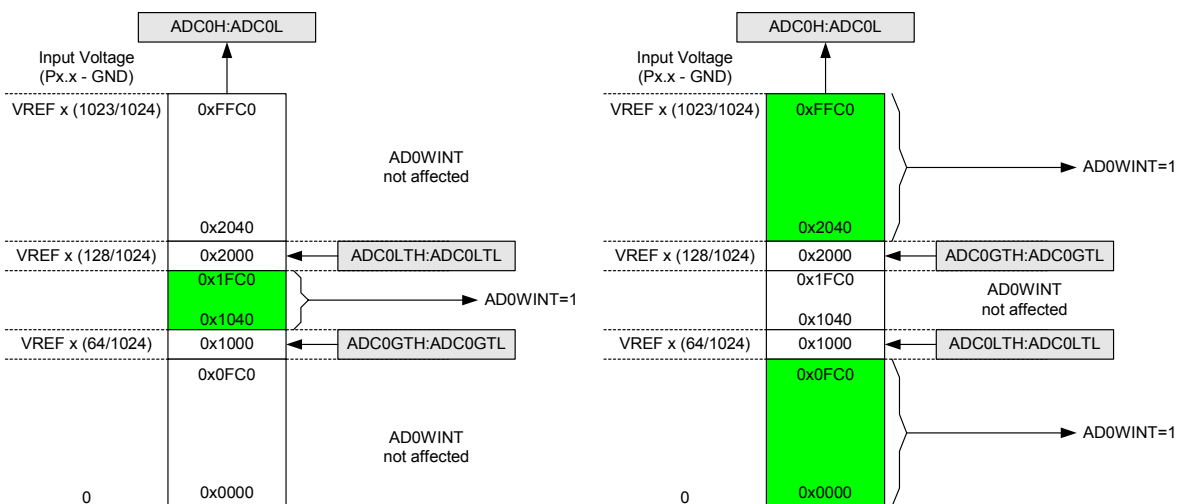 ADC0H:ADC0L
Input Voltage
(Px.x - GND)
VREF x (1023/1024)
0xFFC0
AD0WINT
not affected
0x2040
VREF x (128/1024)
0x2000
ADC0LTH:ADC0LTL
0x1FC0
AD0WINT=1
0x1040
VREF x (64/1024)
0x1000
ADC0GTH:ADC0GTL
0x0FC0
AD0WINT
not affected
0
0x0000
ADC0H:ADC0L
Input Voltage
(Px.x - GND)
VREF x (1023/1024)
0xFFC0
AD0WINT=1
0x2040
VREF x (128/1024)
0x2000
ADC0GTH:ADC0GTL
0x1FC0
AD0WINT
not affected
0x1040
VREF x (64/1024)
0x1000
ADC0LTH:ADC0LTL
0x0FC0
AD0WINT=1
0
0x0000